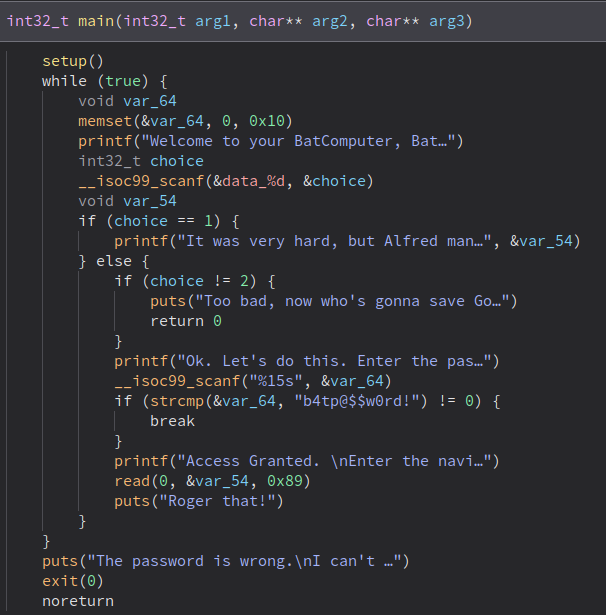 int32_t main(int32_t arg1, char** arg2, char** arg3)
setup()
while (true) {
void var_64
memset(&var_64, 0, 0x10)
printf("Welcome to your BatComputer, Bat…")
int32_t choice
__isoc99_scanf(&data_%d, &choice)
void var_54
if (choice == 1) {
printf("It was very hard, but Alfred man…", &var_54)
} else {
if (choice != 2) {
puts("Too bad, now who's gonna save Go…")
return 0
}
printf("Ok. Let's do this. Enter the pas…")
__isoc99_scanf("%15s", &var_64)
if (strcmp(&var_64, "b4tp@$$w0rd!") != 0) {
break
}
printf("Access Granted. \nEnter the navi…")
read(0, &var_54, 0x89)
puts("Roger that!")
}
}
puts("The password is wrong.\nI can't …")
exit(0)
noreturn